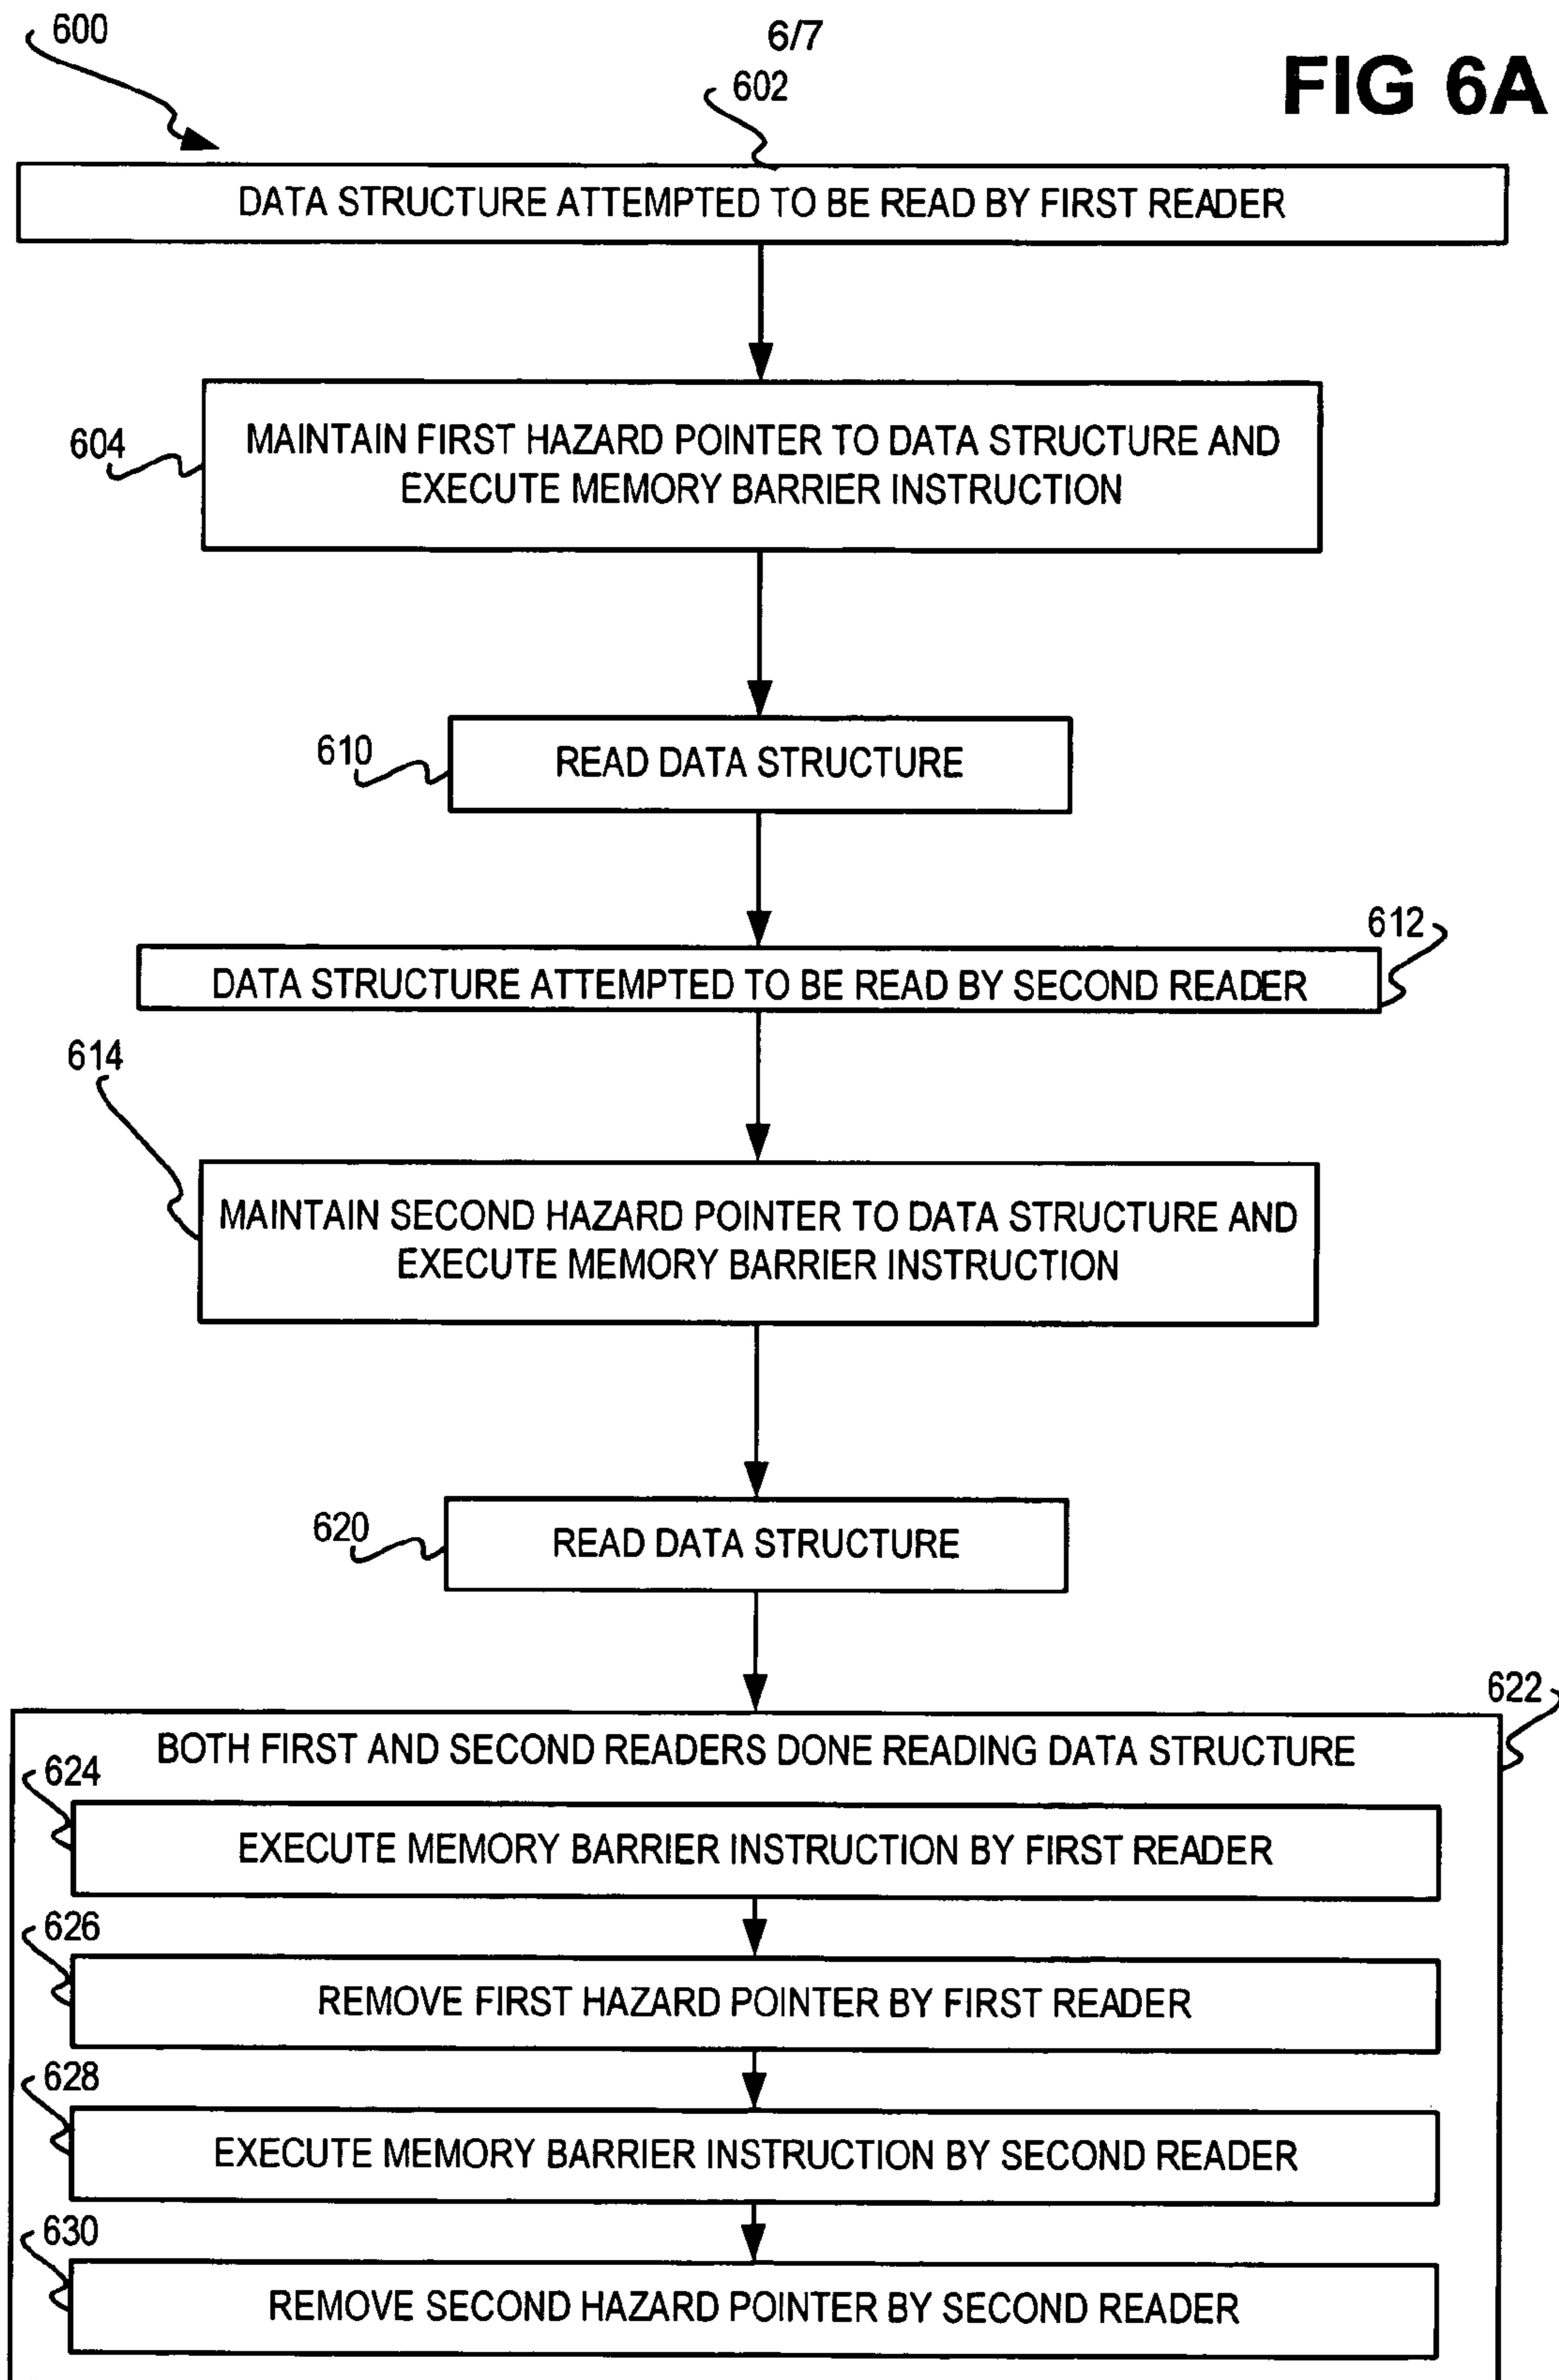 600
6/7
FIG 6A
602
DATA STRUCTURE ATTEMPTED TO BE READ BY FIRST READER
604
MAINTAIN FIRST HAZARD POINTER TO DATA STRUCTURE AND
EXECUTE MEMORY BARRIER INSTRUCTION
610
READ DATA STRUCTURE
612
DATA STRUCTURE ATTEMPTED TO BE READ BY SECOND READER
614
MAINTAIN SECOND HAZARD POINTER TO DATA STRUCTURE AND
EXECUTE MEMORY BARRIER INSTRUCTION
620
READ DATA STRUCTURE
622
BOTH FIRST AND SECOND READERS DONE READING DATA STRUCTURE
624
EXECUTE MEMORY BARRIER INSTRUCTION BY FIRST READER
626
REMOVE FIRST HAZARD POINTER BY FIRST READER
628
EXECUTE MEMORY BARRIER INSTRUCTION BY SECOND READER
630
REMOVE SECOND HAZARD POINTER BY SECOND READER